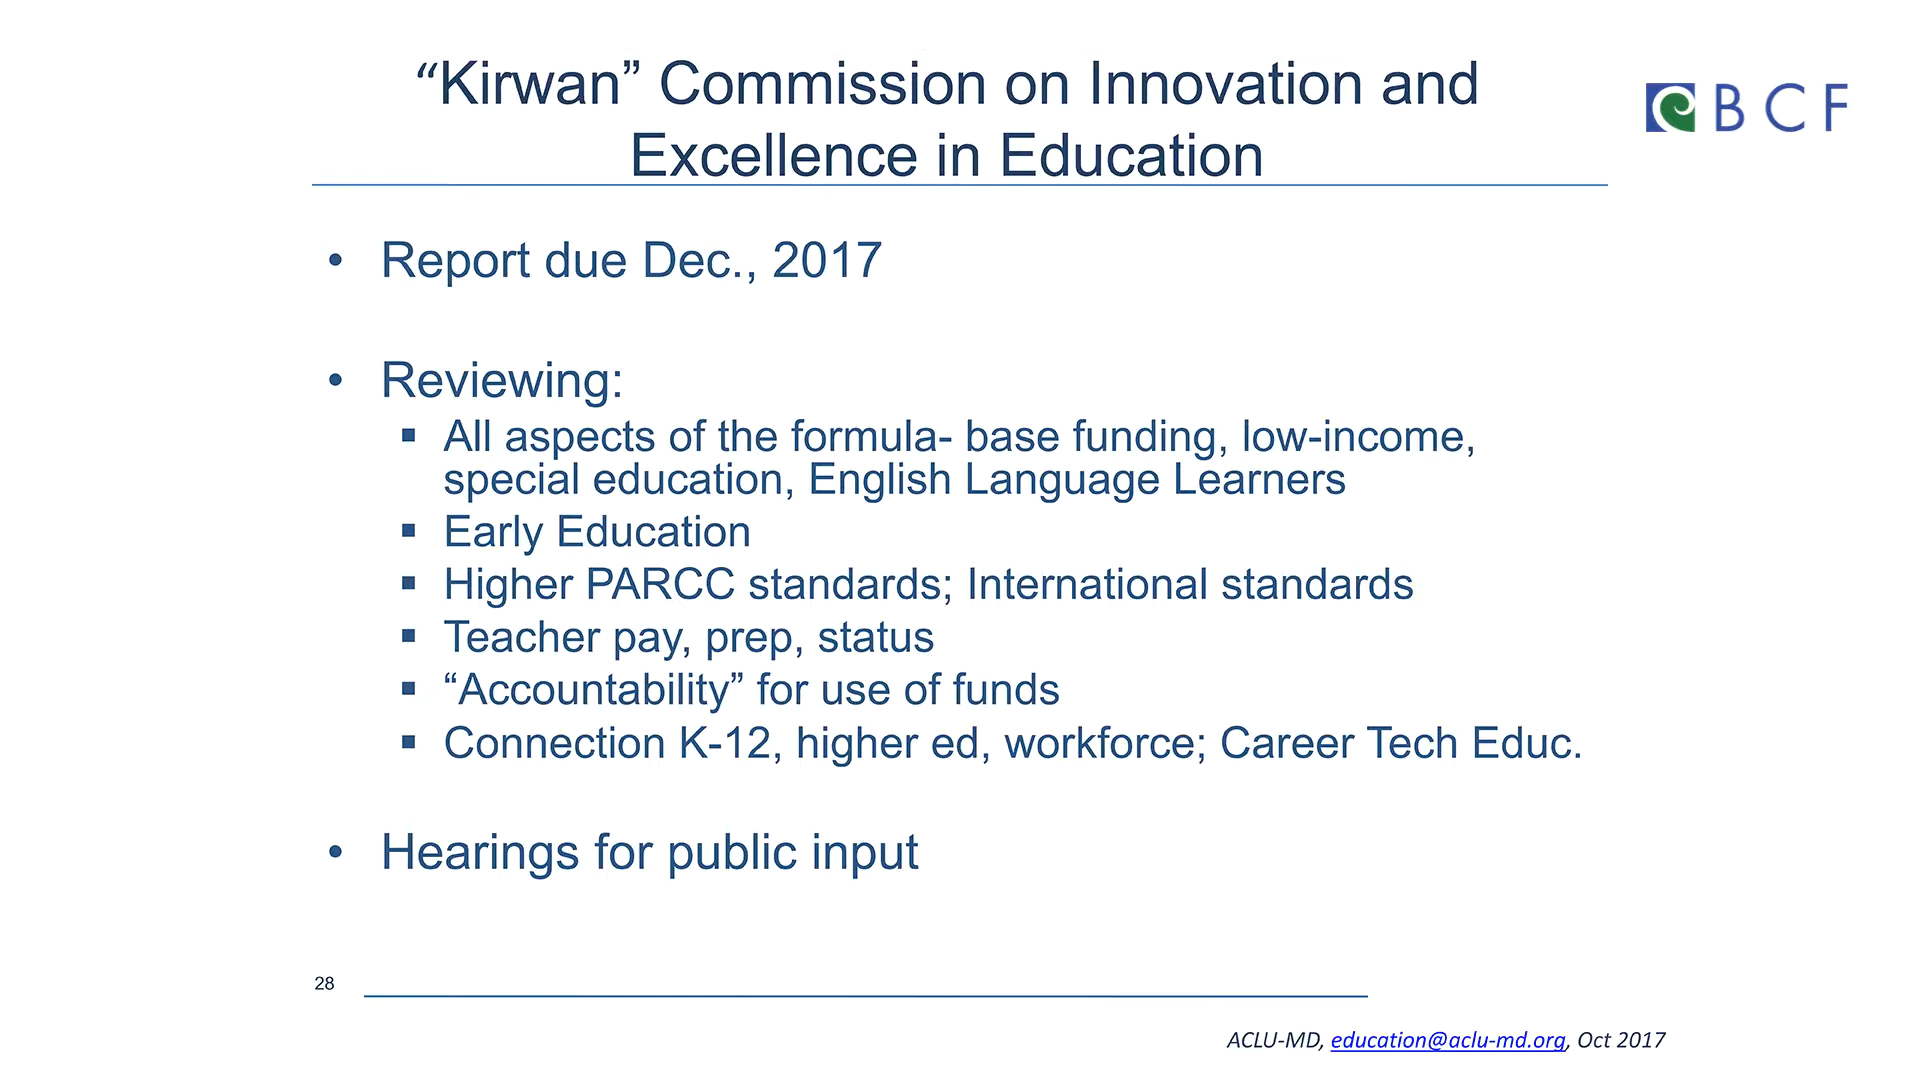 “Kirwan” Commission on Innovation and
Excellence in Education
BCF
• Report due Dec., 2017
• Reviewing:
▪ All aspects of the formula- base funding, low-income,
special education, English Language Learners
▪ Early Education
▪ Higher PARCC standards; International standards
▪ Teacher pay, prep, status
▪ “Accountability” for use of funds
▪ Connection K-12, higher ed, workforce; Career Tech Educ.
• Hearings for public input
28
ACLU-MD, education@aclu-md.org, Oct 2017